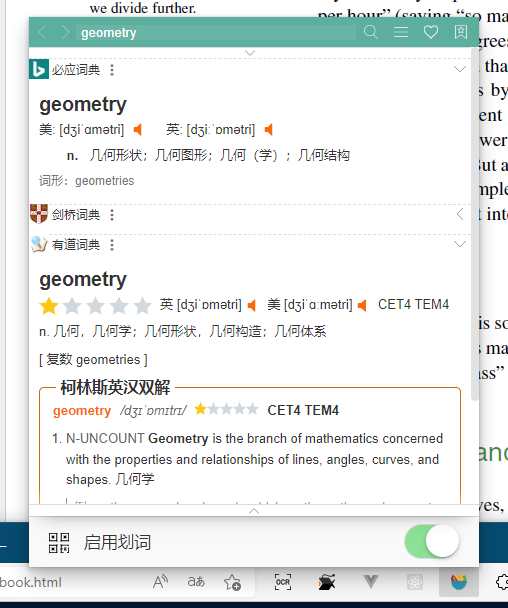 we divide further.
per hour" (saying "so ma
geometry
必应词典
geometry
美: [dʒiˈɑmətri] 英: [dʒiːˈɒmətri]
n. 几何形状；几何图形；几何（学）；几何结构
词形: geometries
剑桥词典
有道词典
geometry
英 [dʒiˈɒmətri] 美 [dʒiˈɑːmətri] CET4 TEM4
n. 几何，几何学；几何形状，几何构造；几何体系
[ 复数 geometries ]
柯林斯英汉双解
geometry /dʒɪˈɒmɪtrɪ/ CET4 TEM4
1. N-UNCOUNT Geometry is the branch of mathematics concerned
with the properties and relationships of lines, angles, curves, and
shapes. 几何学
启用划词
book.html
OCR